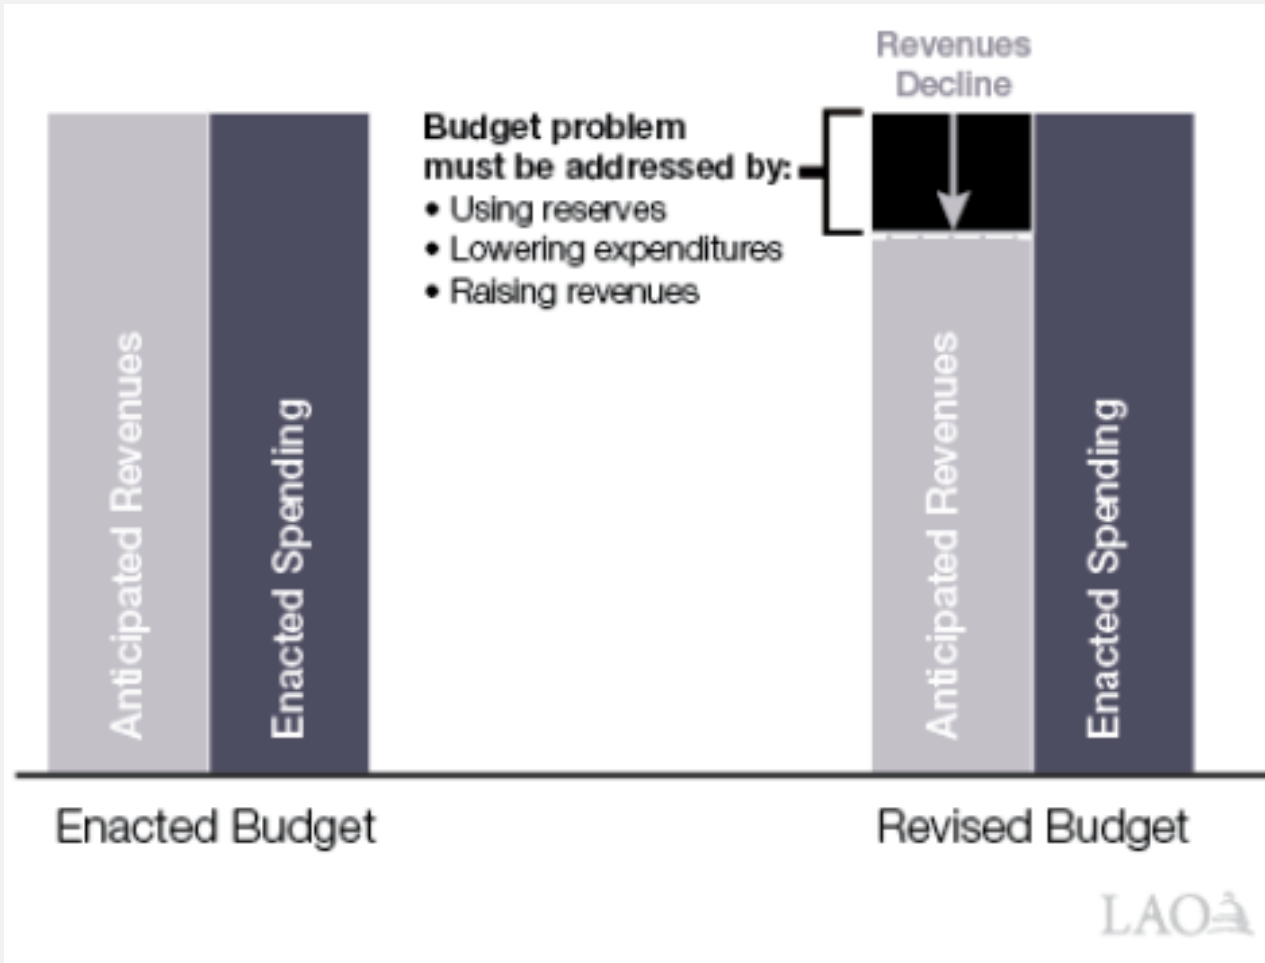 Revenues
Decline
Budget problem
must be addressed by:
• Using reserves
• Lowering expenditures
• Raising revenues
Anticipated Revenues
Enacted Spending
Anticipated Revenues
Enacted Spending
Enacted Budget
Revised Budget
LAO